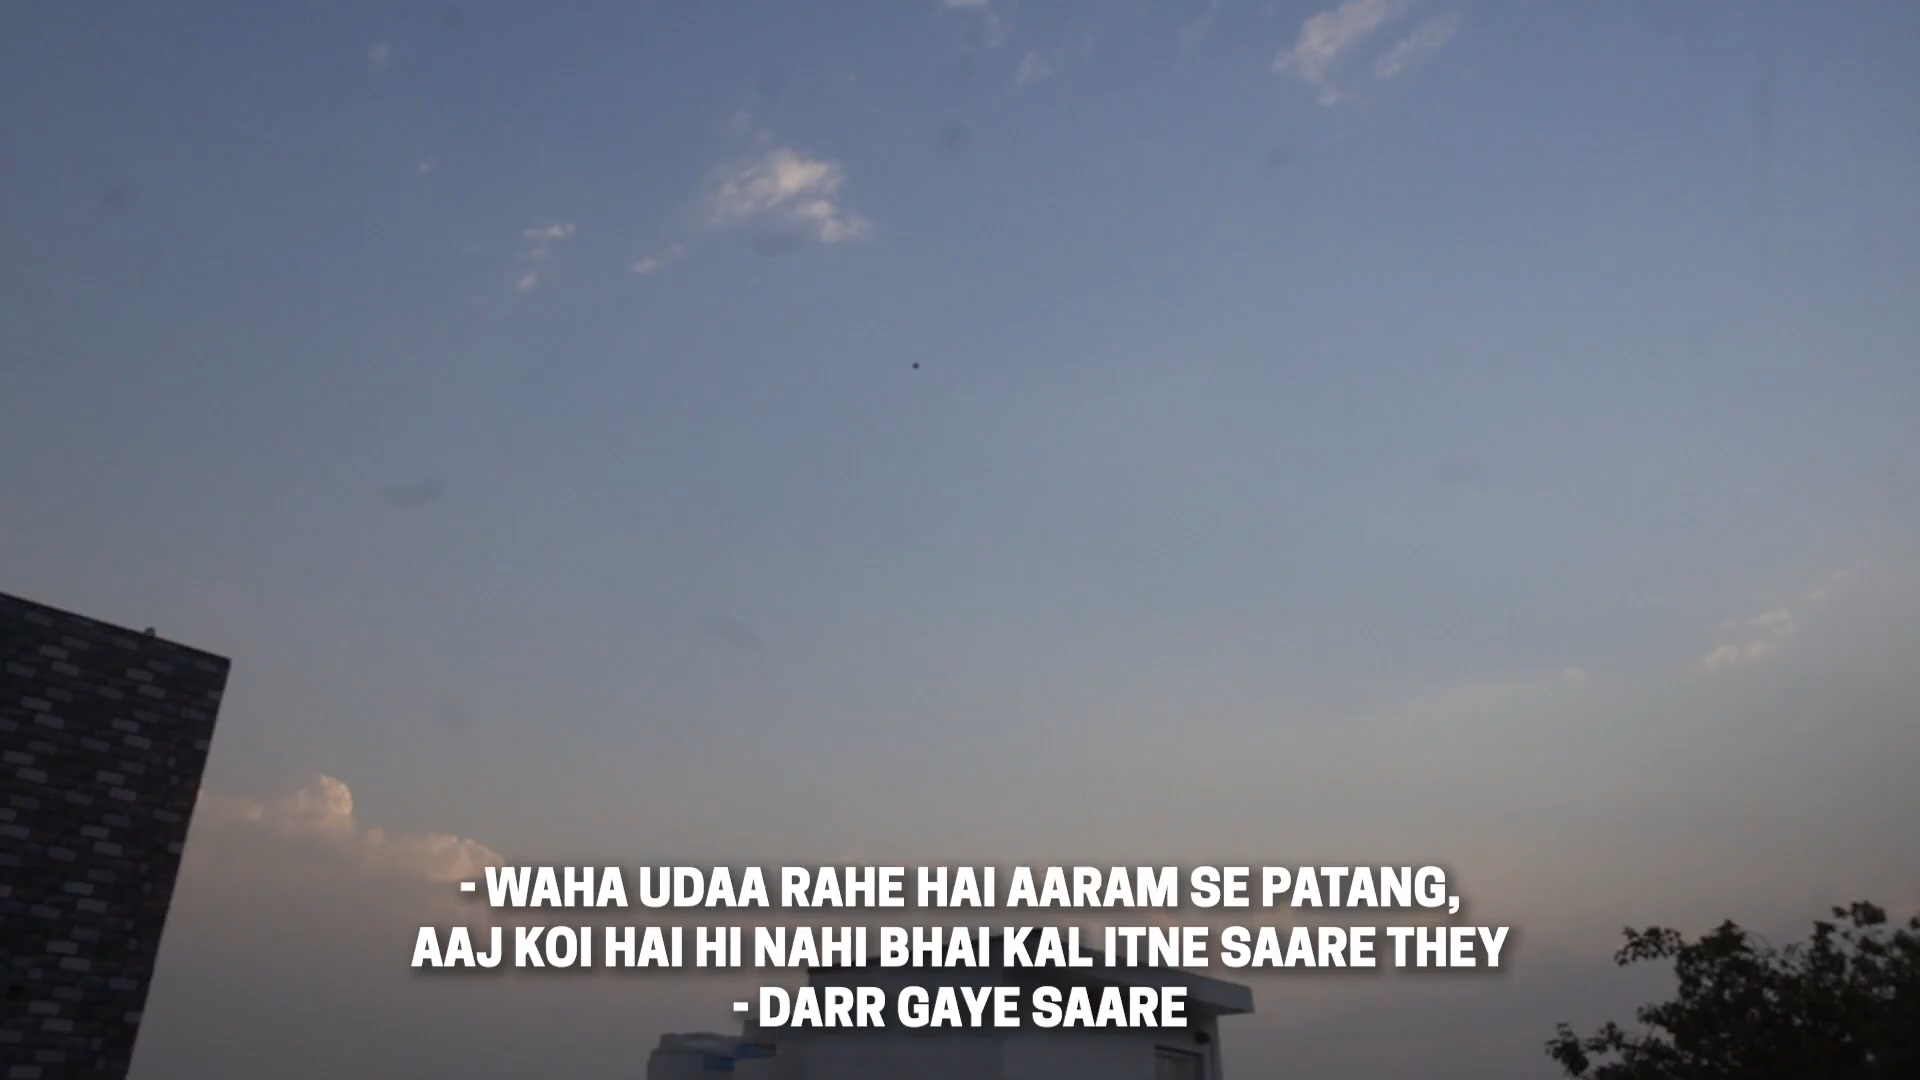 - WAHA UDAA RAHE HAI AARAM SE PATANG,
AAJ KOI HAI HI NAHI BHAI KAL ITNE SAARE THEY
- DARR GAYE SAARE